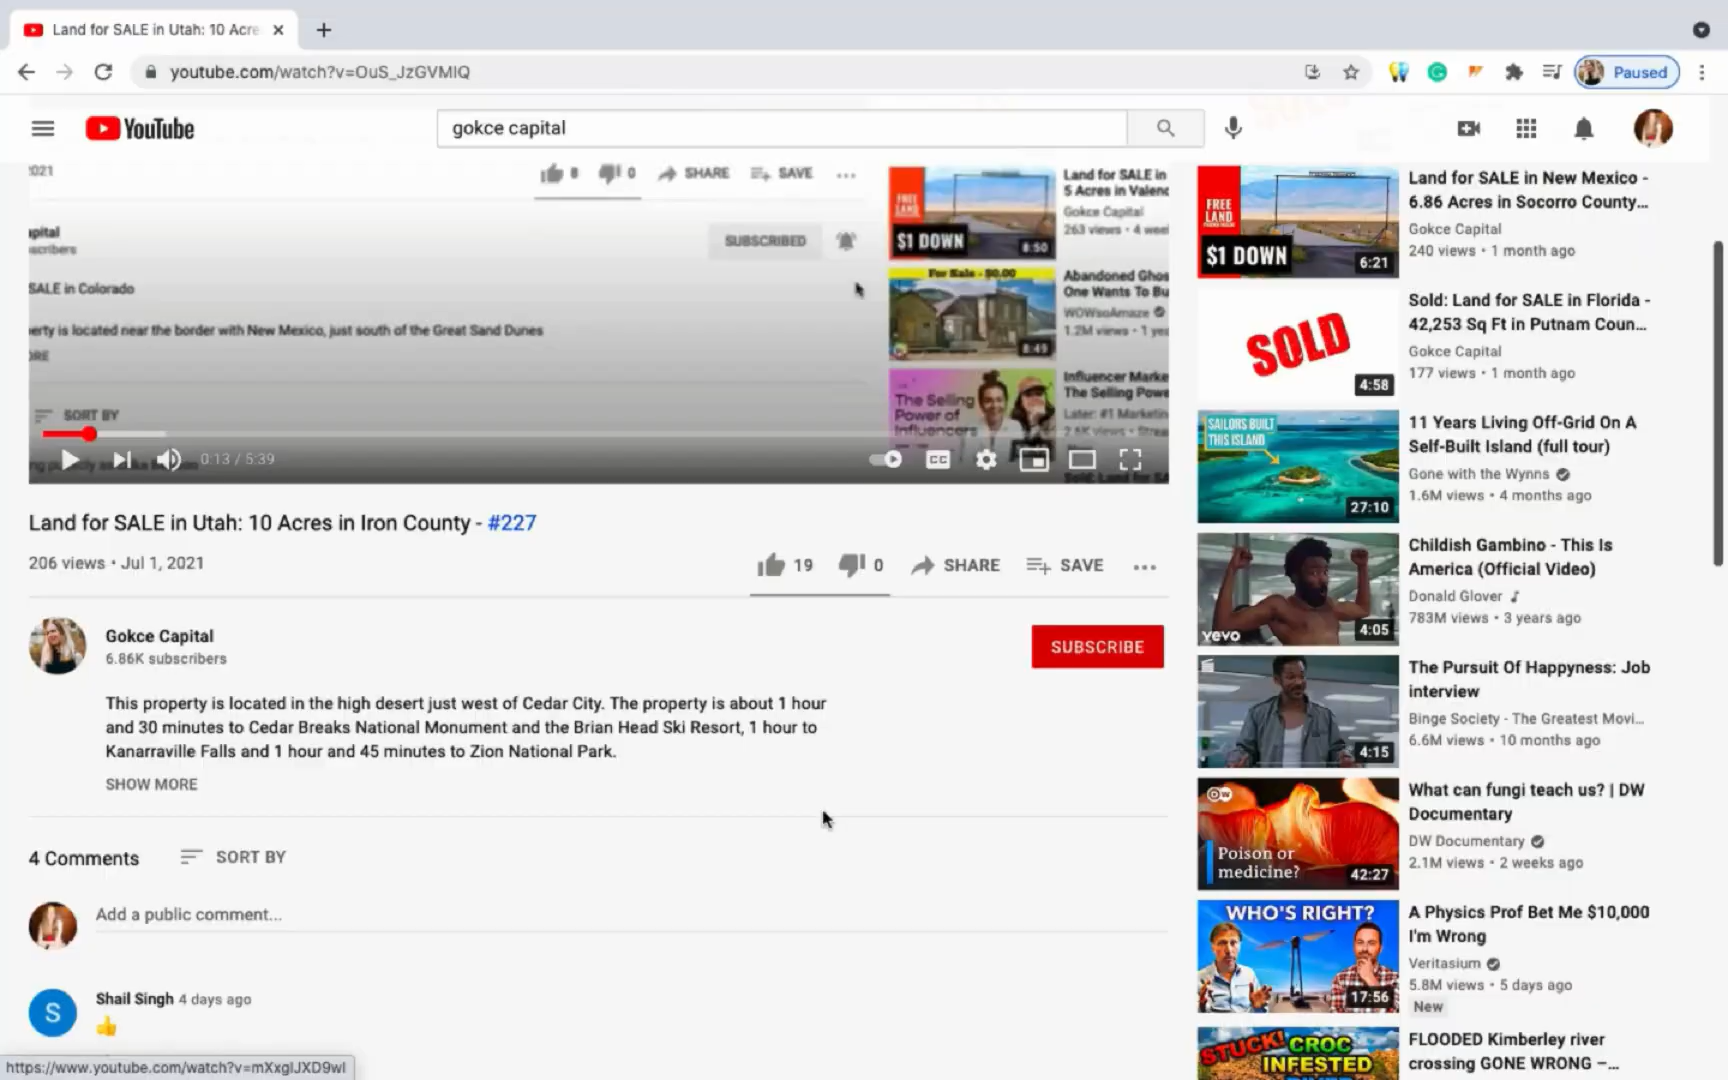 Land for SALE in Utah: 10 Acre
youtube.com/watch?v=OuS_JzGVMIQ
Paused
YouTube
gokce capital
2021
8
0
SHARE
SAVE
pital
scribers
SUBSCRIBED
SALE in Colorado
erty is located near the border with New Mexico, just south of the Great Sand Dunes
ORE
SORT BY
0:13 / 5:39
CC
FREE
LAND
$1 DOWN
8:50
Land for SALE in
5 Acres in Valenc
Gokce Capital
263 views • 4 wee
For Sale - $0.00
8:49
Abandoned Ghos
One Wants To Bu
WOWsoAmaze
1.2M views • 1 ye
The Selling
Power of
Influencers
Influencer Marke
The Selling Powe
Later: #1 Marketin
2.6K views • Strea
Land for SALE in Utah: 10 Acres in Iron County - #227
206 views • Jul 1, 2021
19
0
SHARE
SAVE
Gokce Capital
6.86K subscribers
SUBSCRIBE
This property is located in the high desert just west of Cedar City. The property is about 1 hour
and 30 minutes to Cedar Breaks National Monument and the Brian Head Ski Resort, 1 hour to
Kanarraville Falls and 1 hour and 45 minutes to Zion National Park.
SHOW MORE
4 Comments
SORT BY
Add a public comment...
S
Shail Singh 4 days ago
https://www.youtube.com/watch?v=mXxgIJXD9wI
FREE
LAND
$1 DOWN
6:21
Land for SALE in New Mexico -
6.86 Acres in Socorro County...
Gokce Capital
240 views • 1 month ago
SOLD
4:58
Sold: Land for SALE in Florida -
42,253 Sq Ft in Putnam Coun...
Gokce Capital
177 views • 1 month ago
SAILORS BUILT
THIS ISLAND
27:10
11 Years Living Off-Grid On A
Self-Built Island (full tour)
Gone with the Wynns
1.6M views • 4 months ago
vevo
4:05
Childish Gambino - This Is
America (Official Video)
Donald Glover
783M views • 3 years ago
4:15
The Pursuit Of Happyness: Job
interview
Binge Society - The Greatest Movi...
6.6M views • 10 months ago
DW
Poison or
medicine?
42:27
What can fungi teach us? | DW
Documentary
DW Documentary
2.1M views • 2 weeks ago
WHO'S RIGHT?
17:56
A Physics Prof Bet Me $10,000
I'm Wrong
Veritasium
5.8M views • 5 days ago
New
STUCK! CROC
INFESTED
FLOODED Kimberley river
crossing GONE WRONG –...